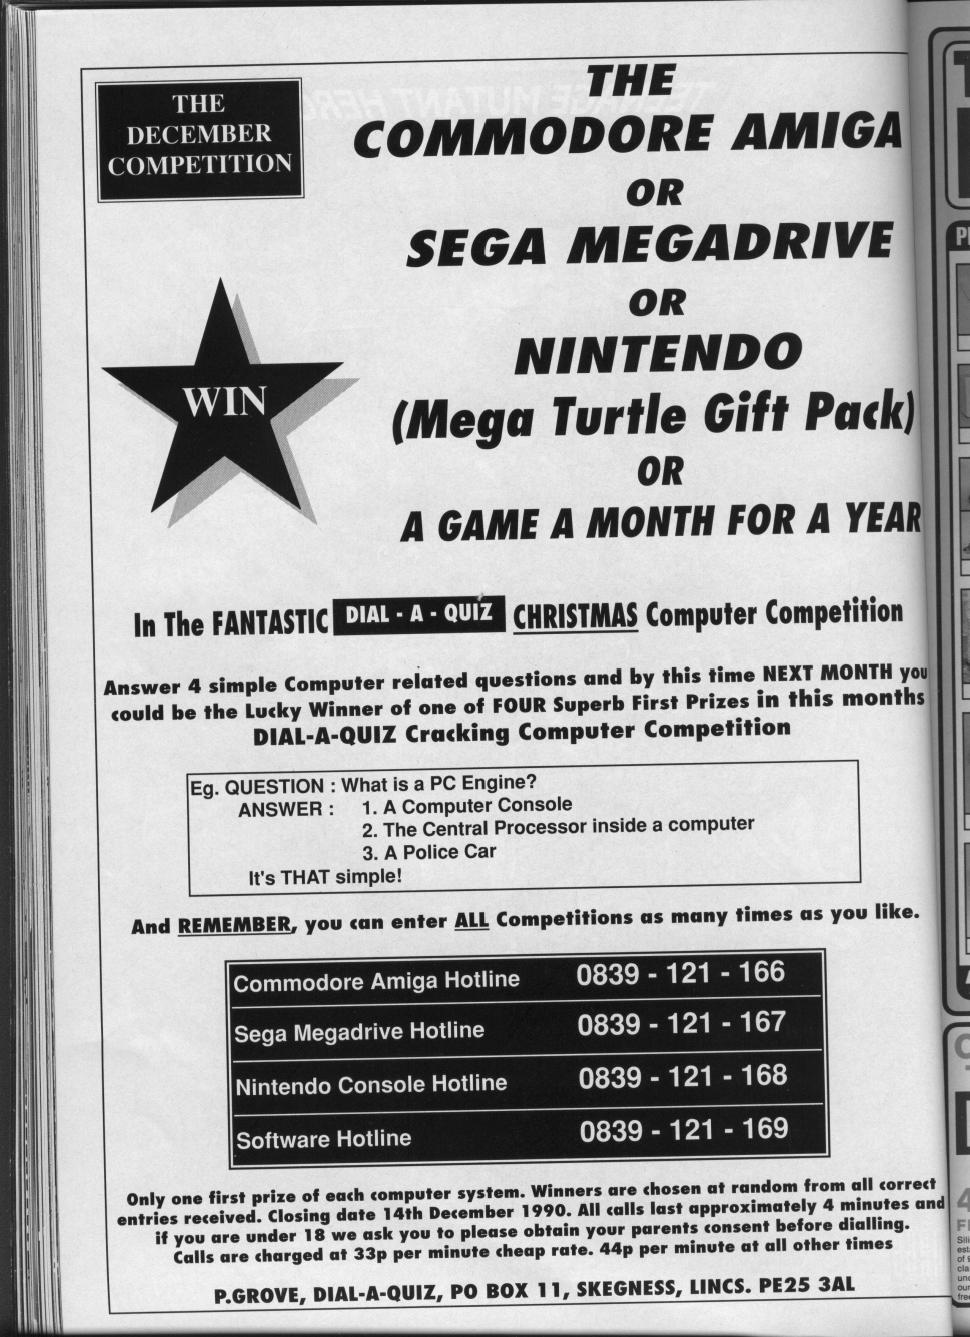 THE
DECEMBER
COMPETITION
THE
COMMODORE AMIGA
OR
SEGA MEGADRIVE
OR
NINTENDO
(Mega Turtle Gift Pack)
OR
A GAME A MONTH FOR A YEAR
WIN
In The FANTASTIC DIAL - A - QUIZ CHRISTMAS Computer Competition
Answer 4 simple Computer related questions and by this time NEXT MONTH you
could be the Lucky Winner of one of FOUR Superb First Prizes in this months
DIAL-A-QUIZ Cracking Computer Competition
Eg. QUESTION : What is a PC Engine?
ANSWER : 1. A Computer Console
2. The Central Processor inside a computer
3. A Police Car
It's THAT simple!
And REMEMBER, you can enter ALL Competitions as many times as you like.
Commodore Amiga Hotline 0839 - 121 - 166
Sega Megadrive Hotline 0839 - 121 - 167
Nintendo Console Hotline 0839 - 121 - 168
Software Hotline 0839 - 121 - 169
Only one first prize of each computer system. Winners are chosen at random from all correct
entries received. Closing date 14th December 1990. All calls last approximately 4 minutes and
if you are under 18 we ask you to please obtain your parents consent before dialling.
Calls are charged at 33p per minute cheap rate. 44p per minute at all other times
P.GROVE, DIAL-A-QUIZ, PO BOX 11, SKEGNESS, LINCS. PE25 3AL